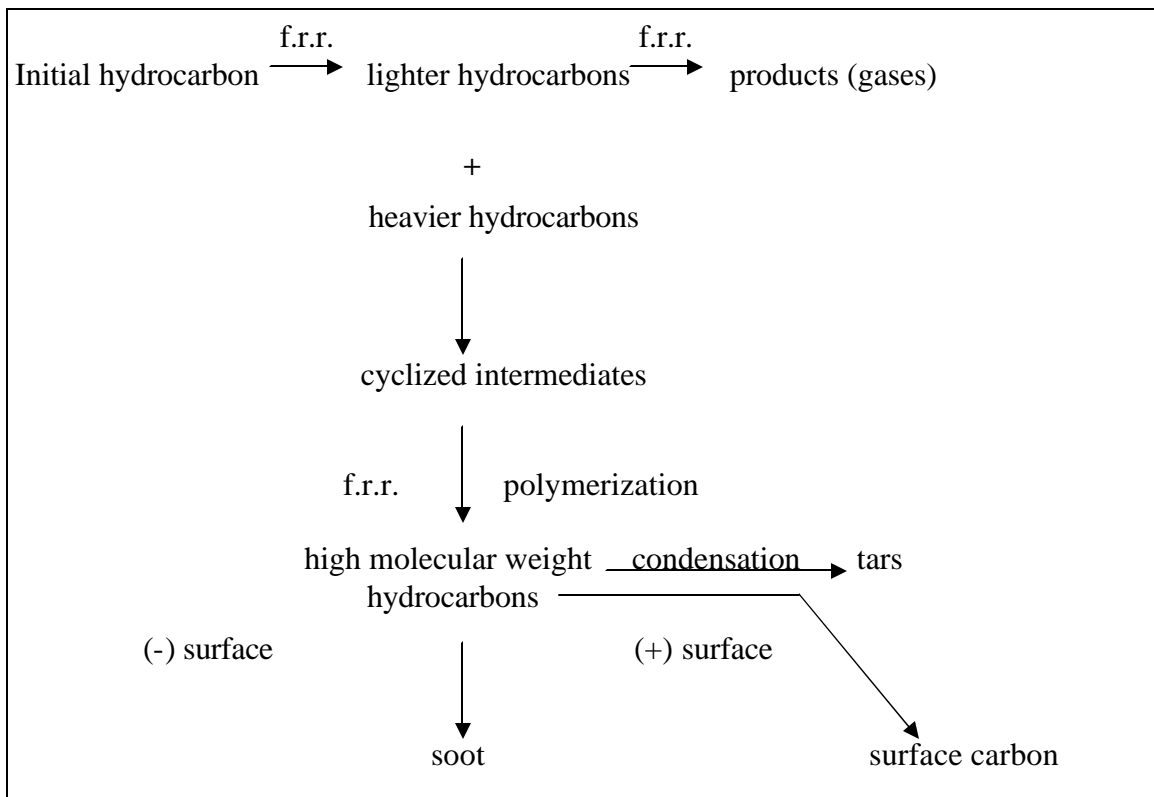 f.r.r. f.r.r.
Initial hydrocarbon lighter hydrocarbons products (gases)
+
heavier hydrocarbons
cyclized intermediates
f.r.r. polymerization
high molecular weight condensation tars
hydrocarbons
(-) surface (+) surface
soot surface carbon